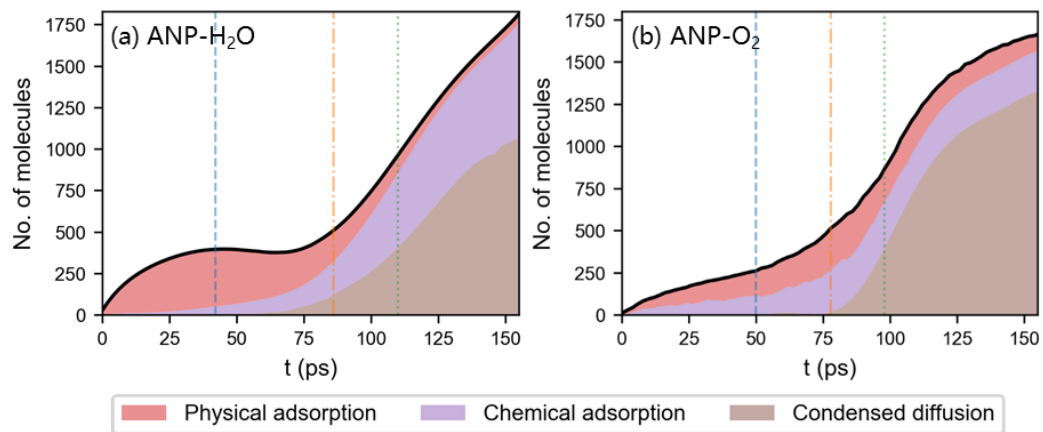 (a) ANP-H₂O
No. of molecules
1750
1500
1250
1000
750
500
250
0
0 25 50 75 100 125 150
t (ps)
(b) ANP-O₂
No. of molecules
1750
1500
1250
1000
750
500
250
0
0 25 50 75 100 125 150
t (ps)
Physical adsorption Chemical adsorption Condensed diffusion